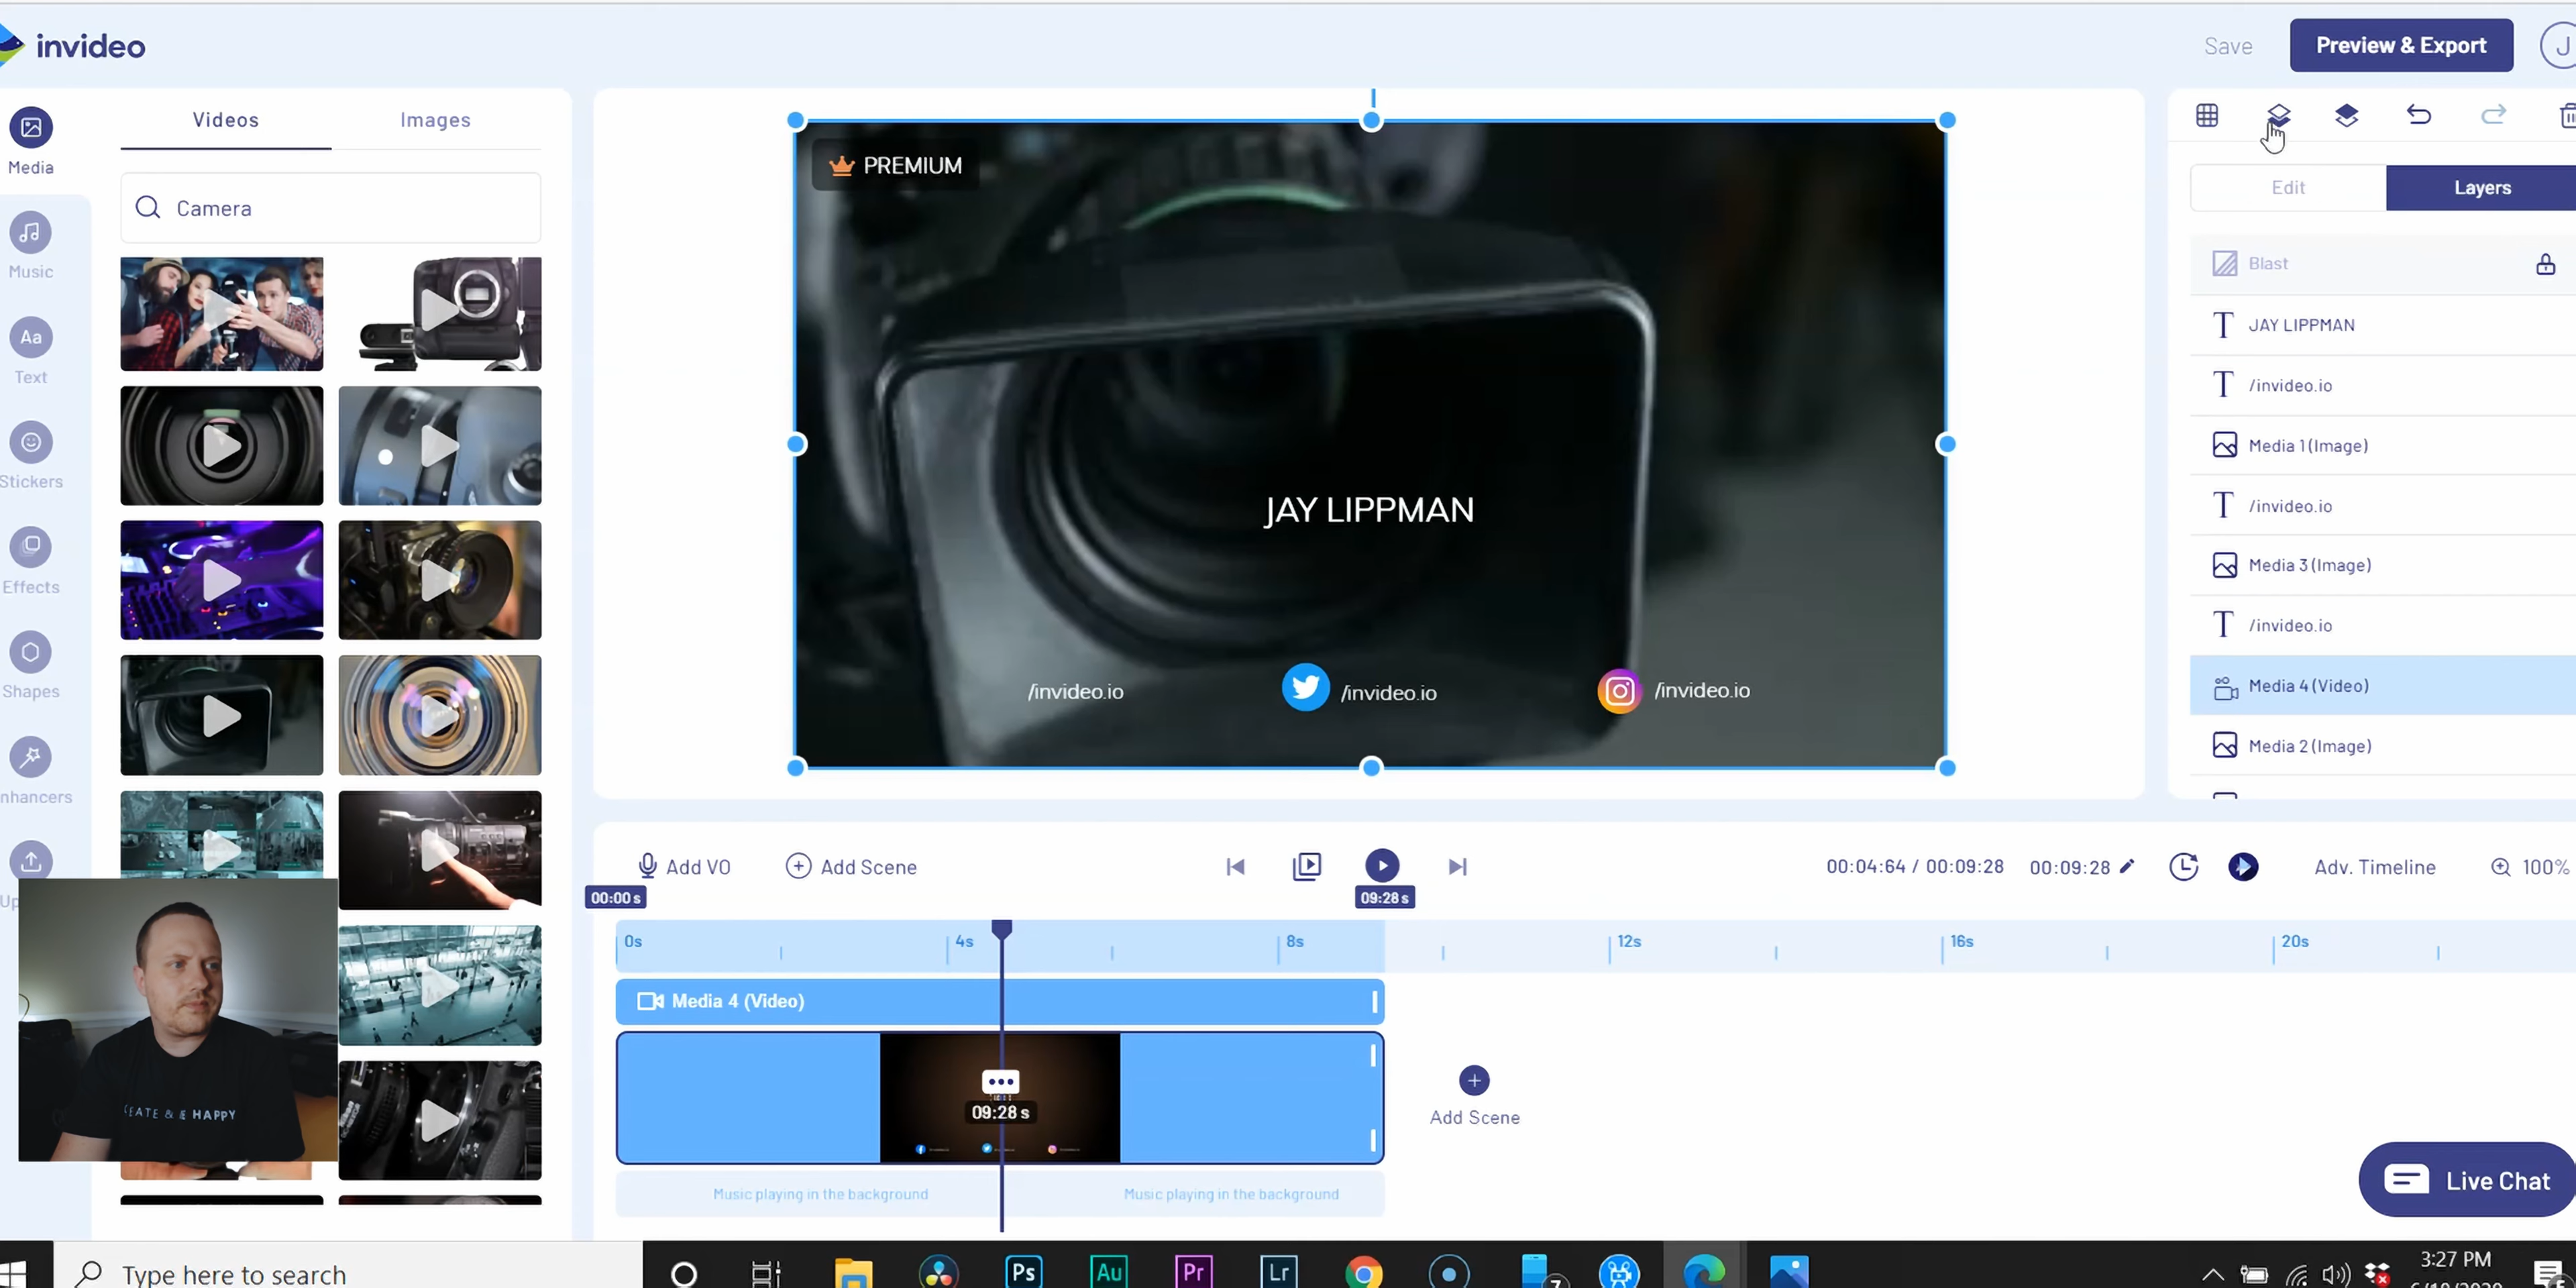 invideo
Save
Preview & Export
J
Media
Videos
Images
Camera
Music
Text
Aa
Stickers
Effects
Shapes
nhancers
Up
PREMIUM
JAY LIPPMAN
/invideo.io
/invideo.io
/invideo.io
Edit
Layers
Blast
JAY LIPPMAN
/invideo.io
Media 1 (Image)
/invideo.io
Media 3 (Image)
/invideo.io
Media 4 (Video)
Media 2 (Image)
Add VO
Add Scene
00:04:64 / 00:09:28
00:09:28
Adv. Timeline
100%
00:00 s
09:28 s
0s
4s
8s
12s
16s
20s
Media 4 (Video)
09:28 s
Add Scene
Music playing in the background
Music playing in the background
EATE & E HAPPY
Live Chat
Type here to search
Ps
Au
Pr
Lr
7
3:27 PM